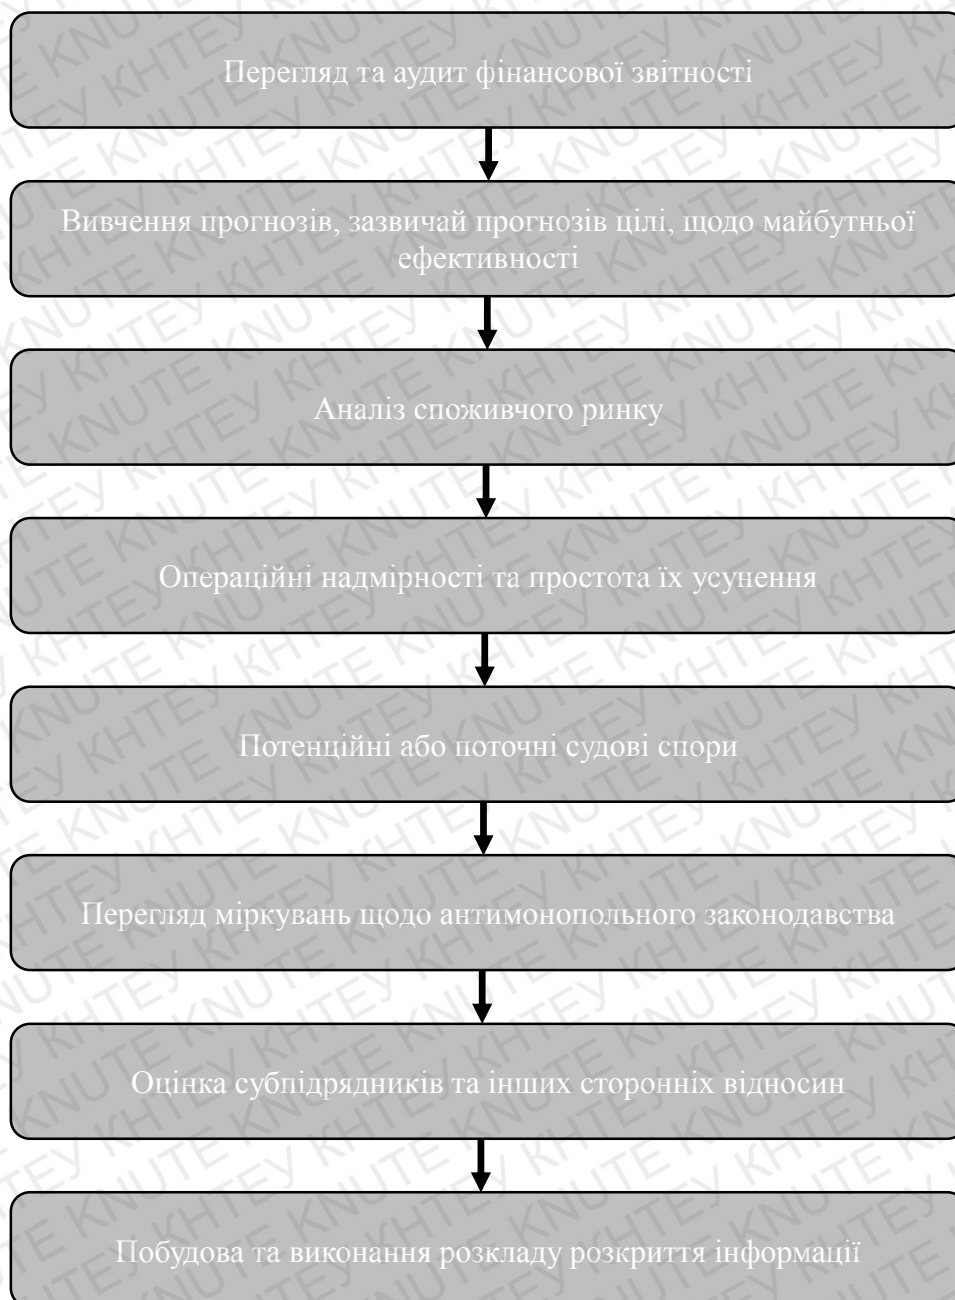 Перегляд та аудит фінансової звітності
Вивчення прогнозів, зазвичай прогнозів цілі, щодо майбутньої
ефективності
Аналіз споживчого ринку
Операційні надмірності та простота їх усунення
Потенційні або поточні судові спори
Перегляд міркувань щодо антимонопольного законодавства
Оцінка субпідрядників та інших сторонніх відносин
Побудова та виконання розкладу розкриття інформації